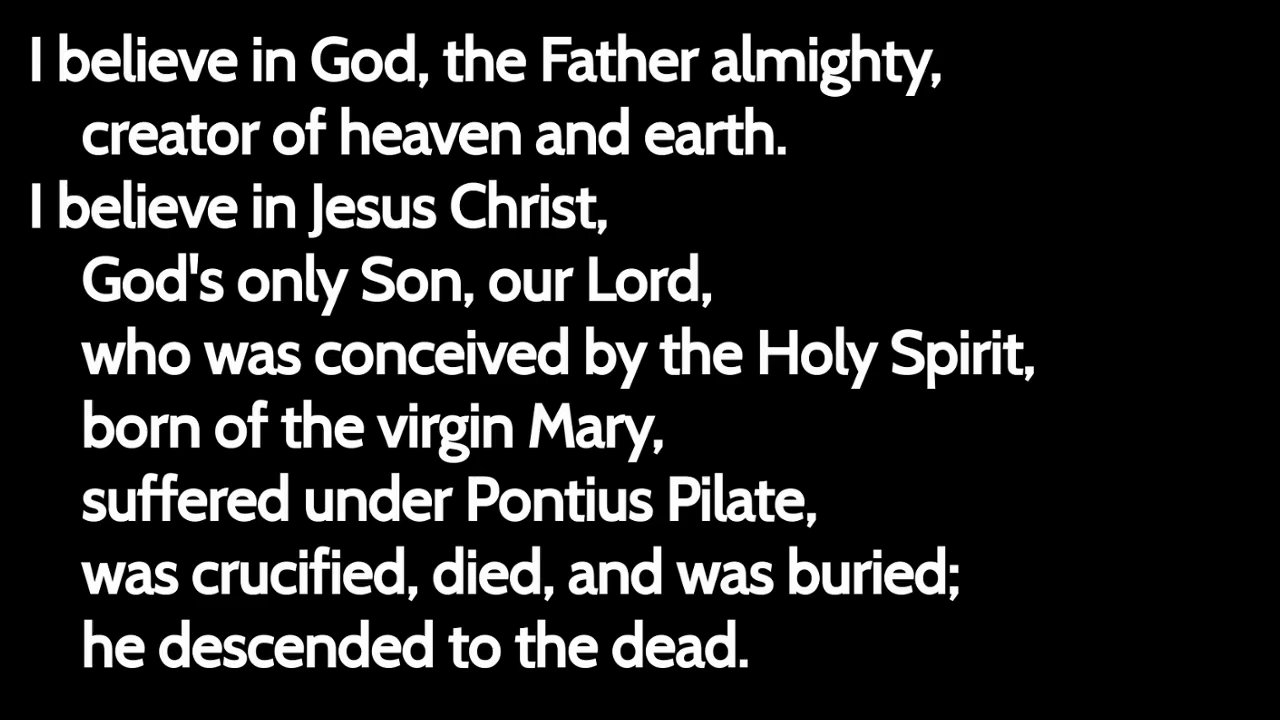 I believe in God, the Father almighty,
creator of heaven and earth.
I believe in Jesus Christ,
God's only Son, our Lord,
who was conceived by the Holy Spirit,
born of the virgin Mary,
suffered under Pontius Pilate,
was crucified, died, and was buried;
he descended to the dead.